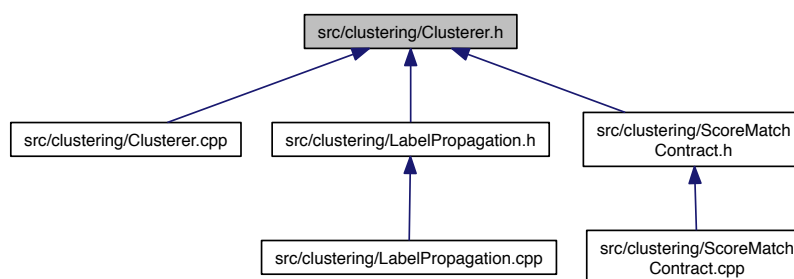 src/clustering/Clusterer.h
src/clustering/Clusterer.cpp
src/clustering/LabelPropagation.h
src/clustering/ScoreMatch
Contract.h
src/clustering/LabelPropagation.cpp
src/clustering/ScoreMatch
Contract.cpp